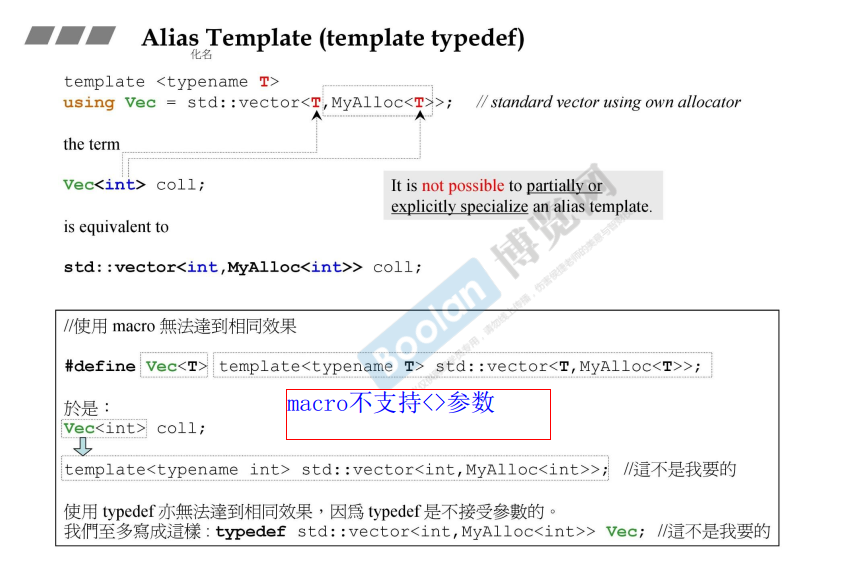 Alias Template (template typedef)
化名
template <typename T>
using Vec = std::vector<T,MyAlloc<T>>; // standard vector using own allocator
the term
Vec<int> coll;
It is not possible to partially or
explicitly specialize an alias template.
is equivalent to
std::vector<int,MyAlloc<int>> coll;
Boolan 博览网
//使用 macro 無法達到相同效果
#define Vec<T> template<typename T> std::vector<T,MyAlloc<T>>;
於是：
macro不支持<>参数
Vec<int> coll;
template<typename int> std::vector<int,MyAlloc<int>>; //這不是我要的
使用 typedef 亦無法達到相同效果，因爲 typedef 是不接受參數的。
我們至多寫成這樣 : typedef std::vector<int,MyAlloc<int>> Vec; //這不是我要的